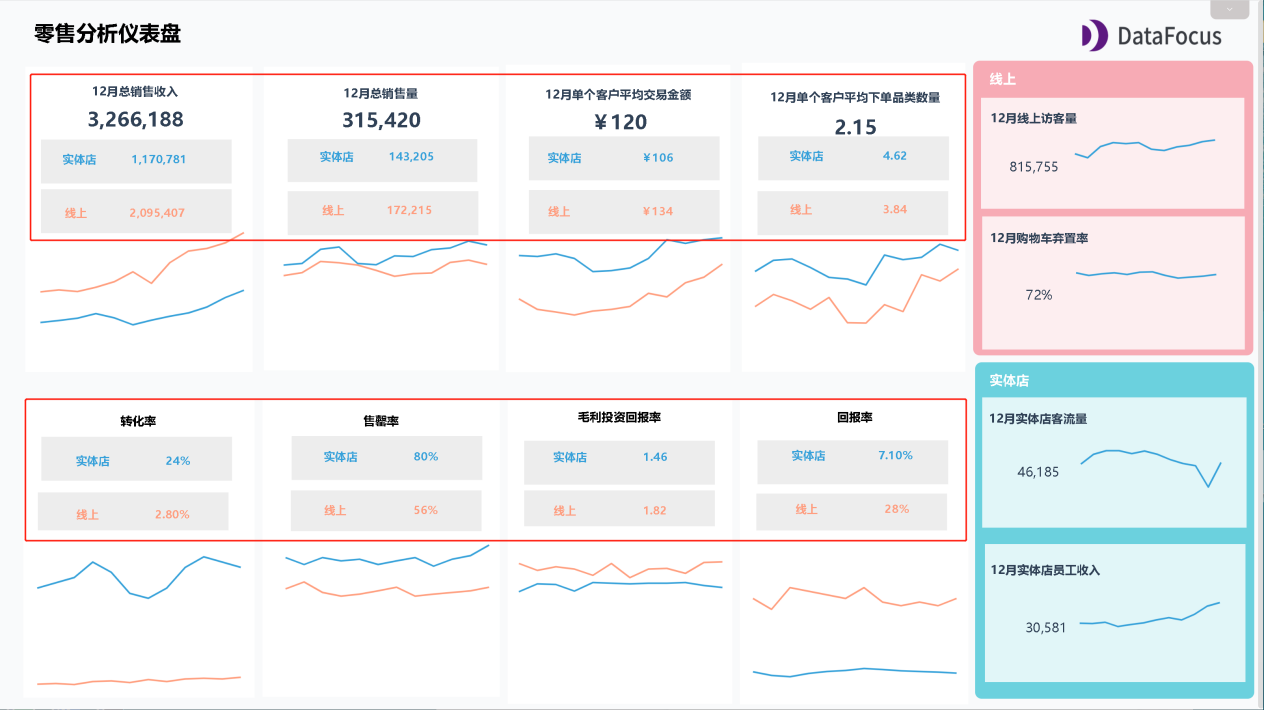 零售分析仪表盘
DataFocus
12月总销售收入
3,266,188
实体店 1,170,781
线上 2,095,407
12月总销售量
315,420
实体店 143,205
线上 172,215
12月单个客户平均交易金额
￥120
实体店 ￥106
线上 ￥134
12月单个客户平均下单品类数量
2.15
实体店 4.62
线上 3.84
线上
12月线上访客量
815,755
12月购物车弃置率
72%
转化率
实体店 24%
线上 2.80%
售罄率
实体店 80%
线上 56%
毛利投资回报率
实体店 1.46
线上 1.82
回报率
实体店 7.10%
线上 28%
实体店
12月实体店客流量
46,185
12月实体店员工收入
30,581